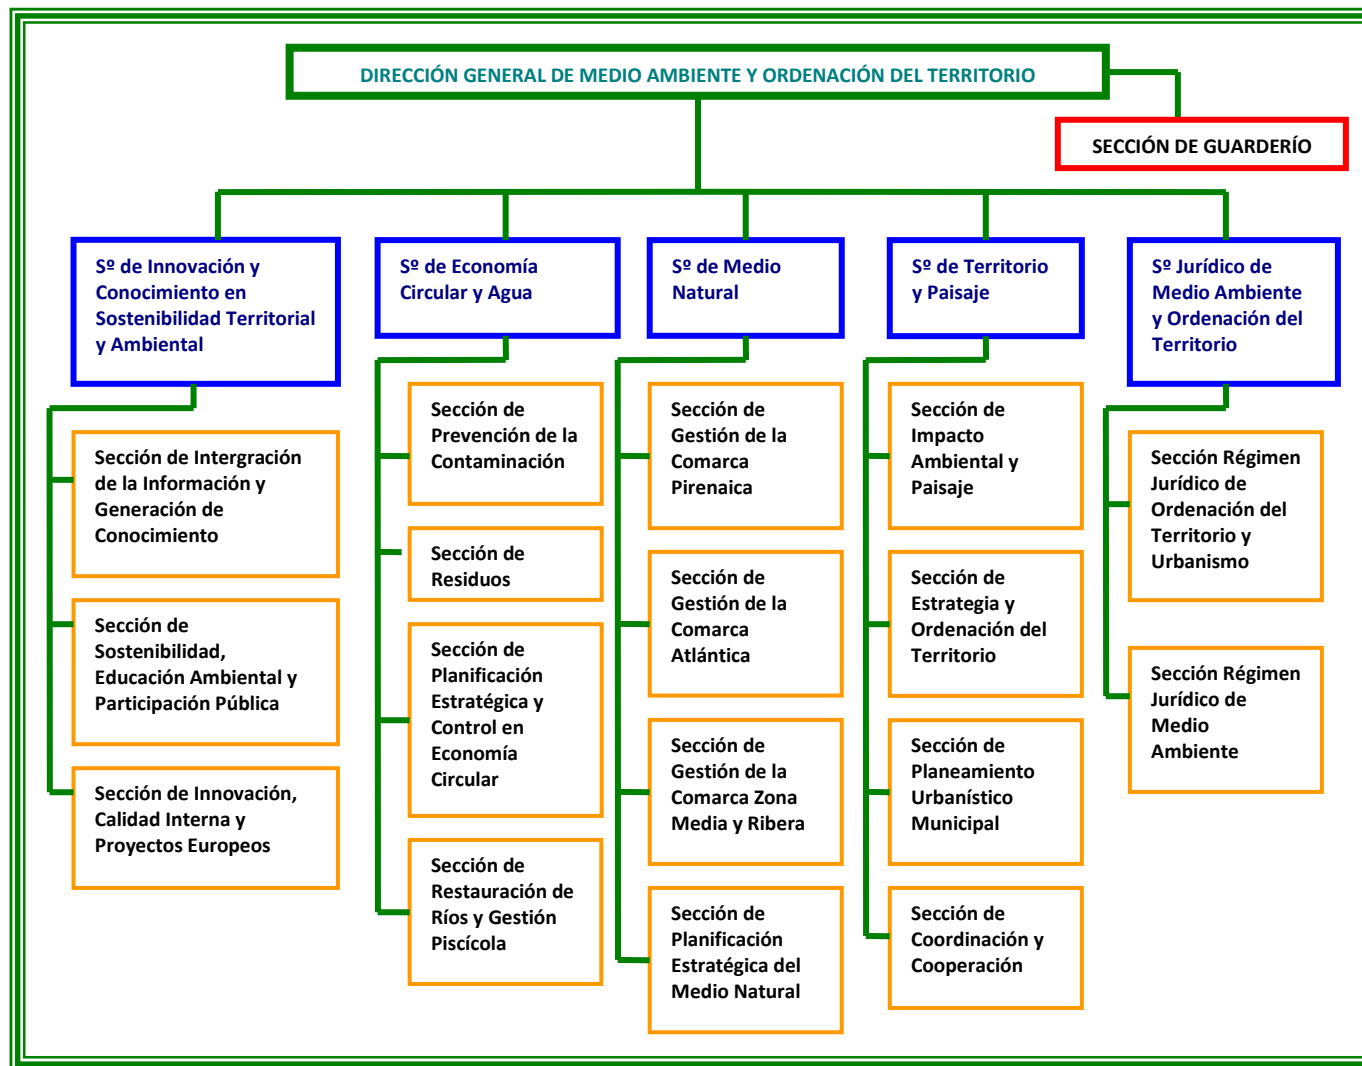 DIRECCIÓN GENERAL DE MEDIO AMBIENTE Y ORDENACIÓN DEL TERRITORIO
SECCIÓN DE GUARDERÍO
Sº de Innovación y
Conocimiento en
Sostenibilidad Territorial
y Ambiental
Sección de Intergración
de la Información y
Generación de
Conocimiento
Sección de
Sostenibilidad,
Educación Ambiental y
Participación Pública
Sección de Innovación,
Calidad Interna y
Proyectos Europeos
Sº de Economía
Circular y Agua
Sección de
Prevención de la
Contaminación
Sección de
Residuos
Sección de
Planificación
Estratégica y
Control en
Economía
Circular
Sección de
Restauración de
Ríos y Gestión
Piscícola
Sº de Medio
Natural
Sección de
Gestión de la
Comarca
Pirenaica
Sección de
Gestión de la
Comarca
Atlántica
Sección de
Gestión de la
Comarca Zona
Media y Ribera
Sección de
Planificación
Estratégica del
Medio Natural
Sº de Territorio
y Paisaje
Sección de
Impacto
Ambiental y
Paisaje
Sección de
Estrategia y
Ordenación del
Territorio
Sección de
Planeamiento
Urbanístico
Municipal
Sección de
Coordinación y
Cooperación
Sº Jurídico de
Medio Ambiente
y Ordenación del
Territorio
Sección Régimen
Jurídico de
Ordenación del
Territorio y
Urbanismo
Sección Régimen
Jurídico de
Medio
Ambiente